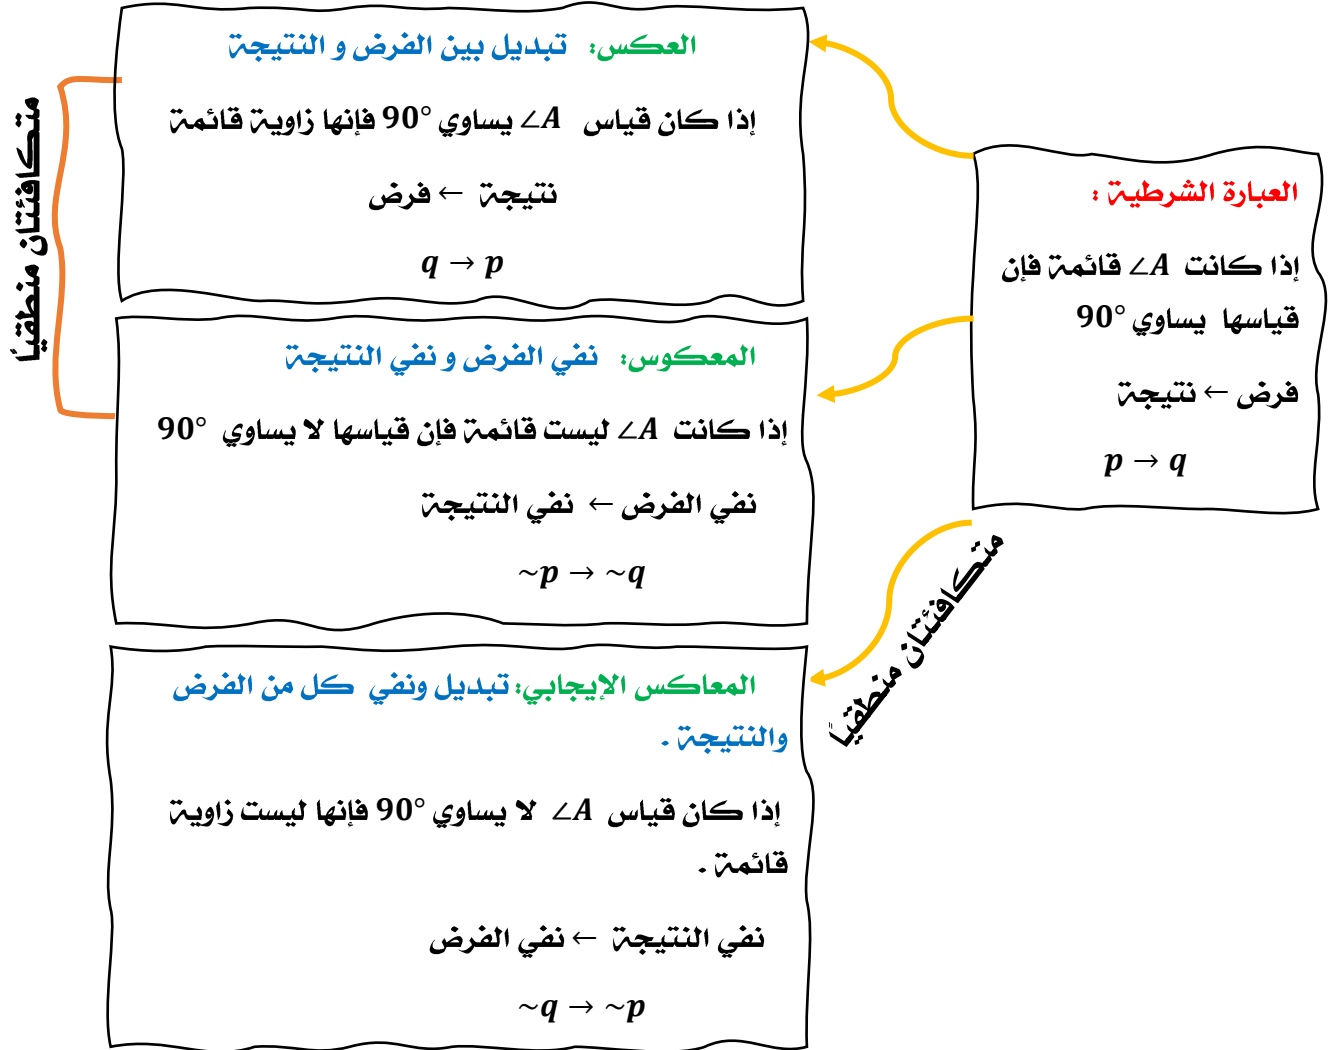 العبارة الشرطية :
إذا كانت ∠A قائمة فإن
قياسها يساوي 90°
فرض ← نتيجة
p → q
العكس: تبديل بين الفرض و النتيجة
إذا كان قياس ∠A يساوي 90° فإنها زاوية قائمة
نتيجة ← فرض
q → p
المعكوس: نفي الفرض و نفي النتيجة
إذا كانت ∠A ليست قائمة فإن قياسها لا يساوي 90°
نفي الفرض ← نفي النتيجة
~p → ~q
المعاكس الإيجابي: تبديل ونفي كل من الفرض
والنتيجة .
إذا كان قياس ∠A لا يساوي 90° فإنها ليست زاوية
قائمة .
نفي النتيجة ← نفي الفرض
~q → ~p
متكافئتان منطقياً
متكافئتان منطقياً